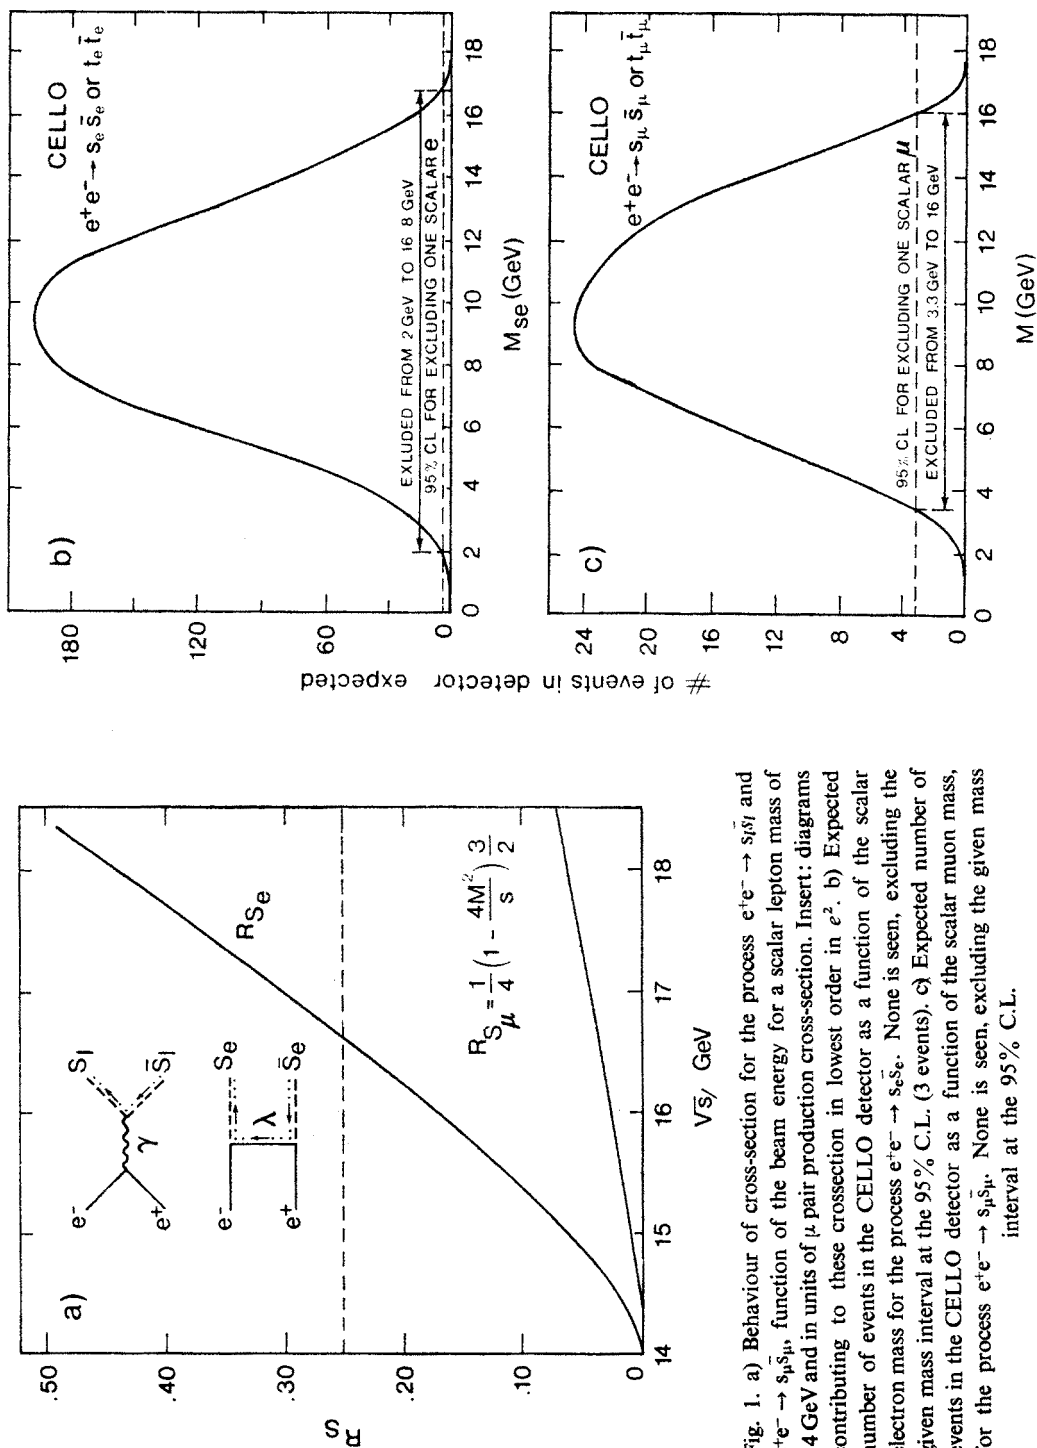 a)
.50
.40
.30
.20
.10
0
R_S
e⁻
e⁺
γ
S_l
S̄_l
e⁻
e⁺
λ
S_e
S̄_e
R_{S_e}
R_{S_μ} = 1/4 (1 - 4M²/s) 3/2
14 15 16 17 18
√s/ GeV
b)
CELLO
e⁺e⁻→ s_e s̄_e or t_e t̄_e
EXLUDED FROM 2 GeV TO 16 8 GeV
95% CL FOR EXCLUDING ONE SCALAR e
180
120
60
0
0 2 4 6 8 10 12 14 16 18
M_{se} (GeV)
# of events in detector expected
c)
CELLO
e⁺e⁻→ s_μ s̄_μ or t_μ t̄_μ
95% CL FOR EXCLUDING ONE SCALAR μ
EXCLUDED FROM 3.3 GeV TO 16 GeV
24
20
16
12
8
4
0
0 2 4 6 8 10 12 14 16 18
M (GeV)
Fig. 1. a) Behaviour of cross-section for the process e⁺e⁻ → s_l s̄_l and
⁺e⁻ → s_μ s̄_μ, function of the beam energy for a scalar lepton mass of
4 GeV and in units of μ pair production cross-section. Insert: diagrams
ontributing to these crossection in lowest order in e². b) Expected
number of events in the CELLO detector as a function of the scalar
lectron mass for the process e⁺e⁻ → s_e s̄_e. None is seen, excluding the
given mass interval at the 95% C.L. (3 events). c) Expected number of
events in the CELLO detector as a function of the scalar muon mass,
or the process e⁺e⁻ → s_μ s̄_μ. None is seen, excluding the given mass
interval at the 95% C.L.